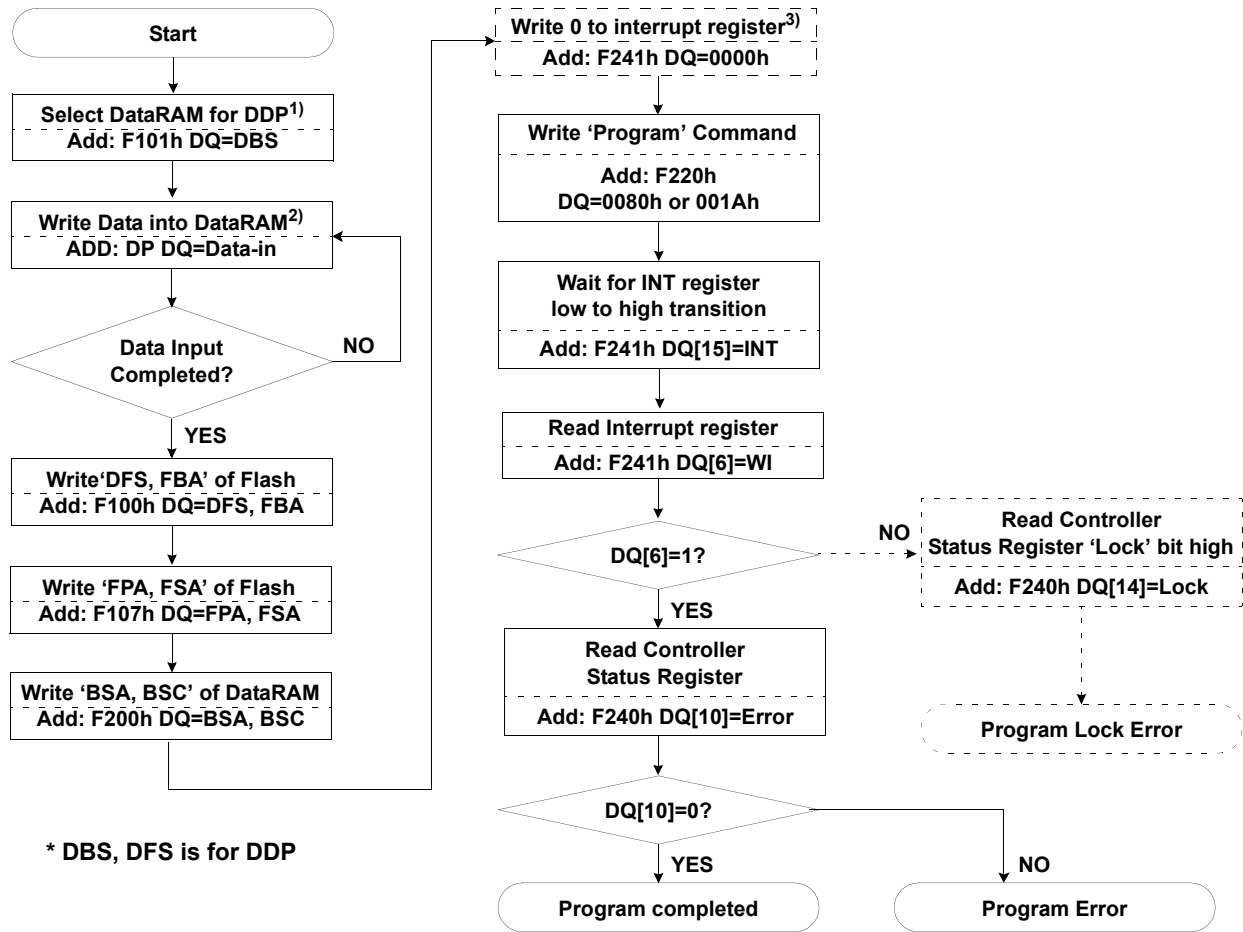 Start
Select DataRAM for DDP1)
Add: F101h DQ=DBS
Write Data into DataRAM2)
ADD: DP DQ=Data-in
Data Input
Completed?
NO
YES
Write‘DFS, FBA’ of Flash
Add: F100h DQ=DFS, FBA
Write ‘FPA, FSA’ of Flash
Add: F107h DQ=FPA, FSA
Write ‘BSA, BSC’ of DataRAM
Add: F200h DQ=BSA, BSC
* DBS, DFS is for DDP
Write 0 to interrupt register3)
Add: F241h DQ=0000h
Write ‘Program’ Command
Add: F220h
DQ=0080h or 001Ah
Wait for INT register
low to high transition
Add: F241h DQ[15]=INT
Read Interrupt register
Add: F241h DQ[6]=WI
DQ[6]=1?
NO
YES
Read Controller
Status Register ‘Lock’ bit high
Add: F240h DQ[14]=Lock
Program Lock Error
Read Controller
Status Register
Add: F240h DQ[10]=Error
DQ[10]=0?
YES
NO
Program completed
Program Error